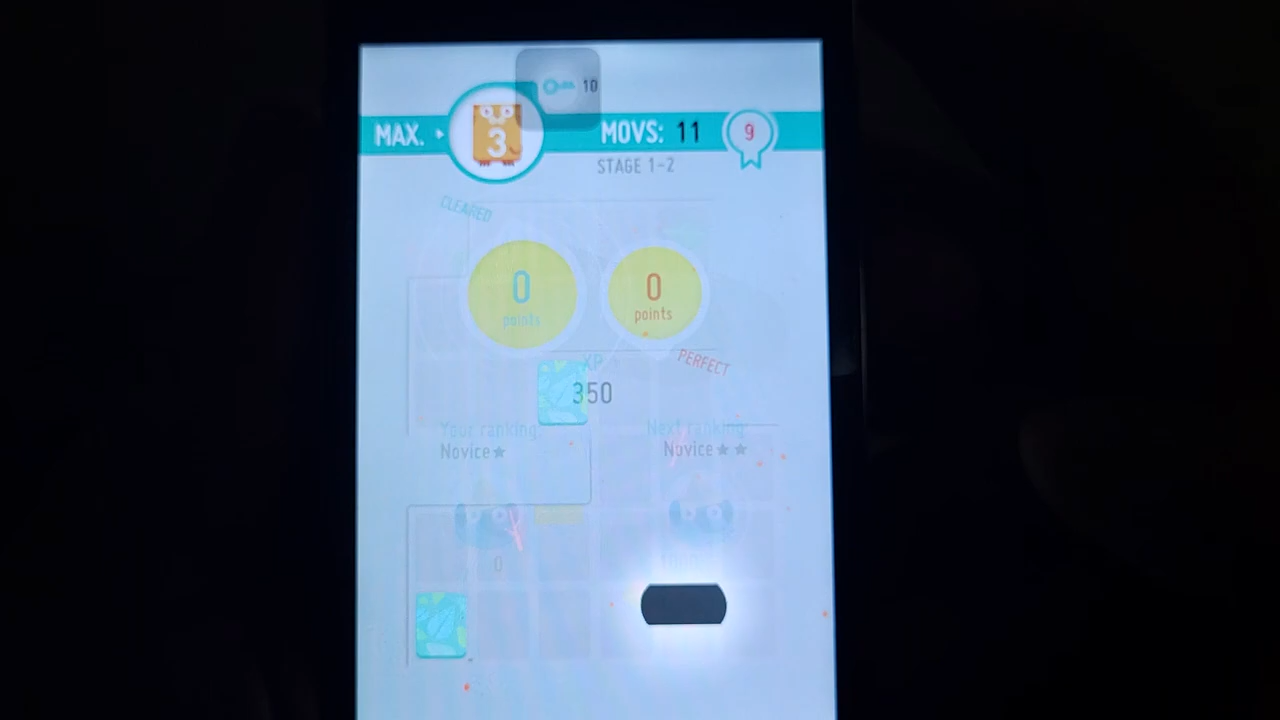 10
MAX.
3
MOVS: 11
9
STAGE 1-2
CLEARED
0
points
0
points
PERFECT
XP
350
Your ranking:
Novice★
Next ranking:
Novice★★
0